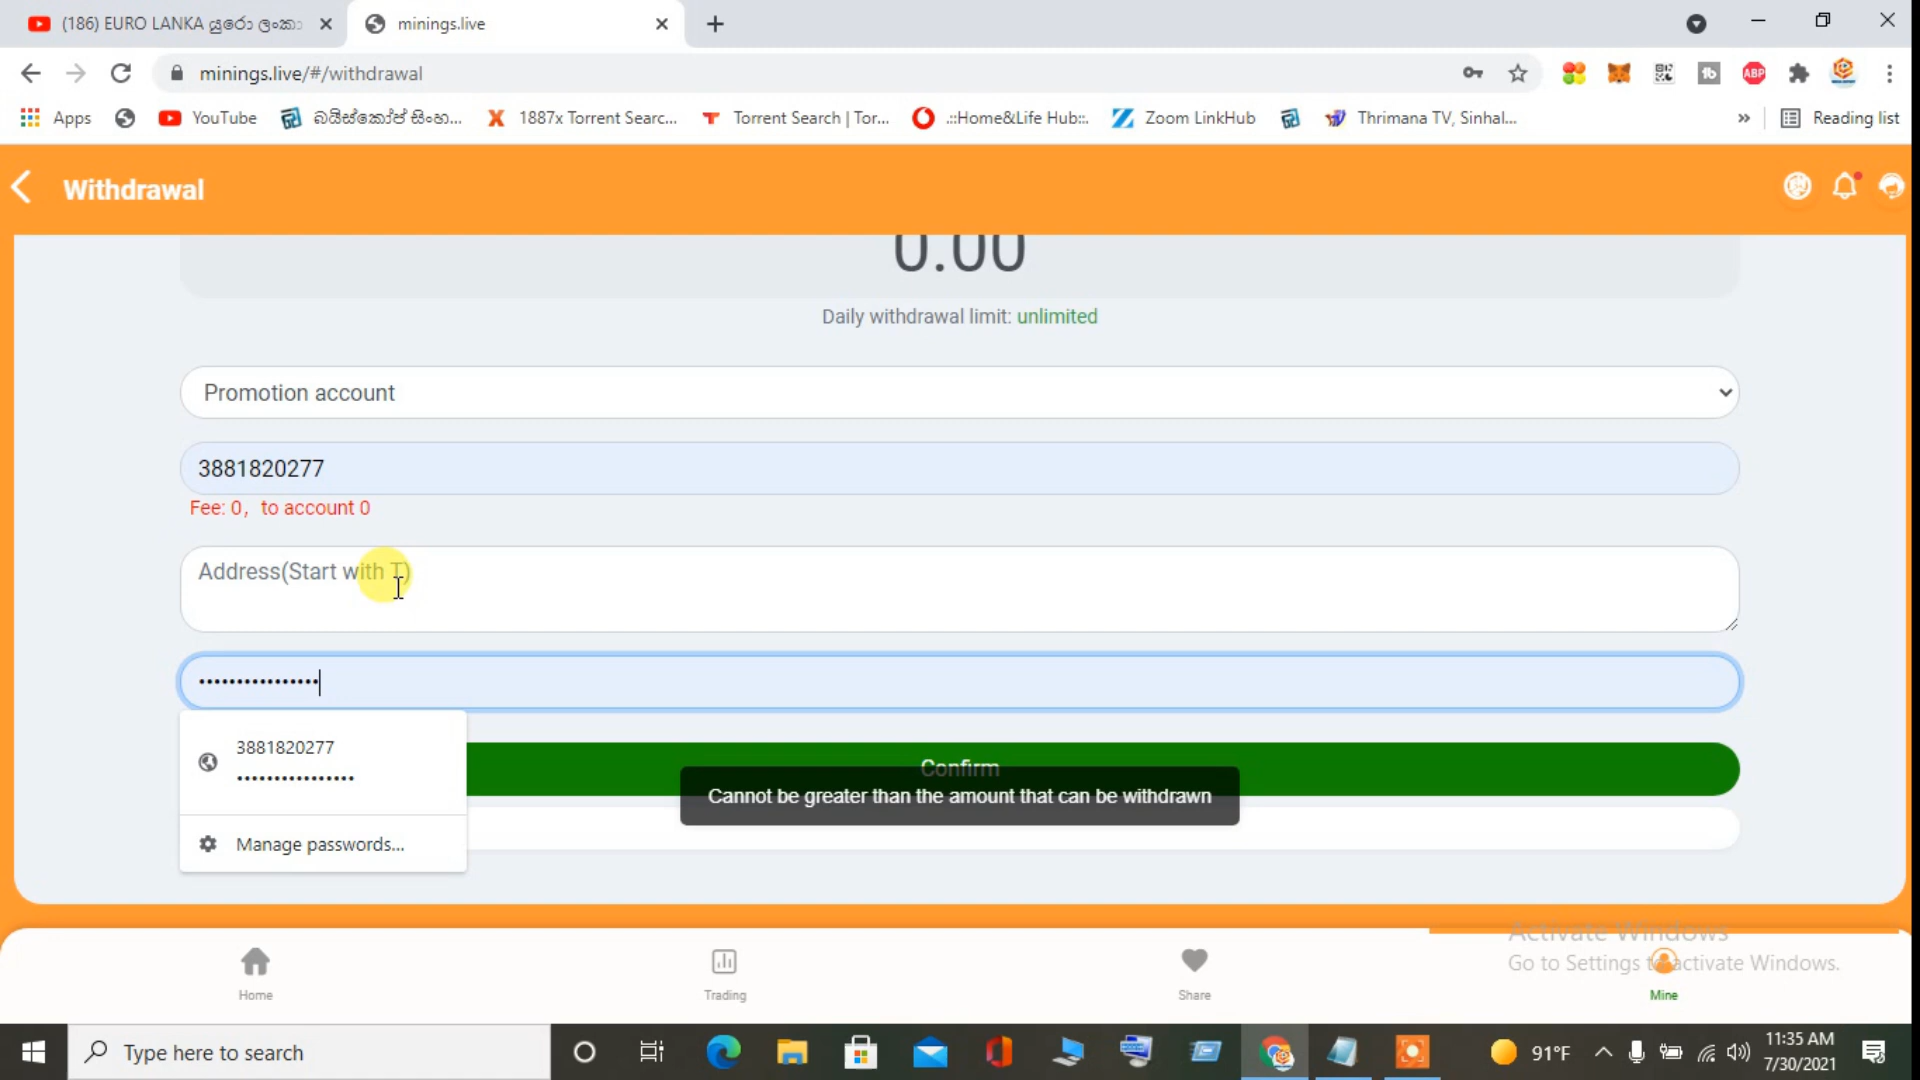 (186) EURO LANKA යුරෝ ලංකා
minings.live
minings.live/#/withdrawal
Apps
YouTube
බයිස්කෝප් සිංහ...
1887x Torrent Searc...
Torrent Search | Tor...
.::Home&Life Hub::.
Zoom LinkHub
Thrimana TV, Sinhal...
»
Reading list
ABP
Withdrawal
0.00
Daily withdrawal limit: unlimited
Promotion account
3881820277
Fee: 0, to account 0
Address(Start with T)
••••••••••••••••
3881820277
••••••••••••••••
Manage passwords...
Confirm
Cannot be greater than the amount that can be withdrawn
Activate Windows
Go to Settings to activate Windows.
Home
Trading
Share
Mine
Type here to search
91°F
11:35 AM
7/30/2021